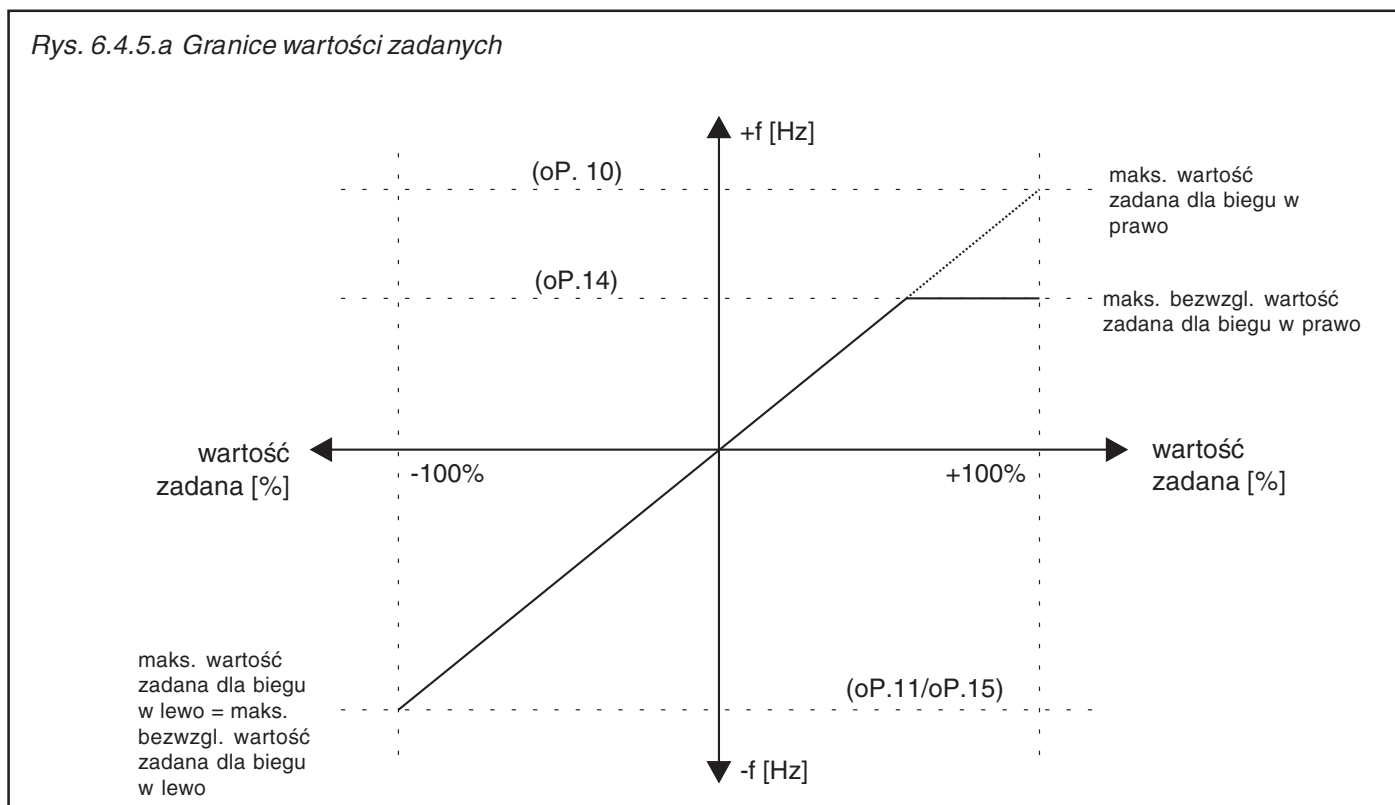 Rys. 6.4.5.a Granice wartości zadanych
+f [Hz]
(oP. 10)
maks. wartość
zadana dla biegu w
prawo
(oP.14)
maks. bezwzgl. wartość
zadana dla biegu w prawo
wartość
zadana [%]
-100%
+100%
wartość
zadana [%]
maks. wartość
zadana dla biegu
w lewo = maks.
bezwzgl. wartość
zadana dla biegu
w lewo
(oP.11/oP.15)
-f [Hz]